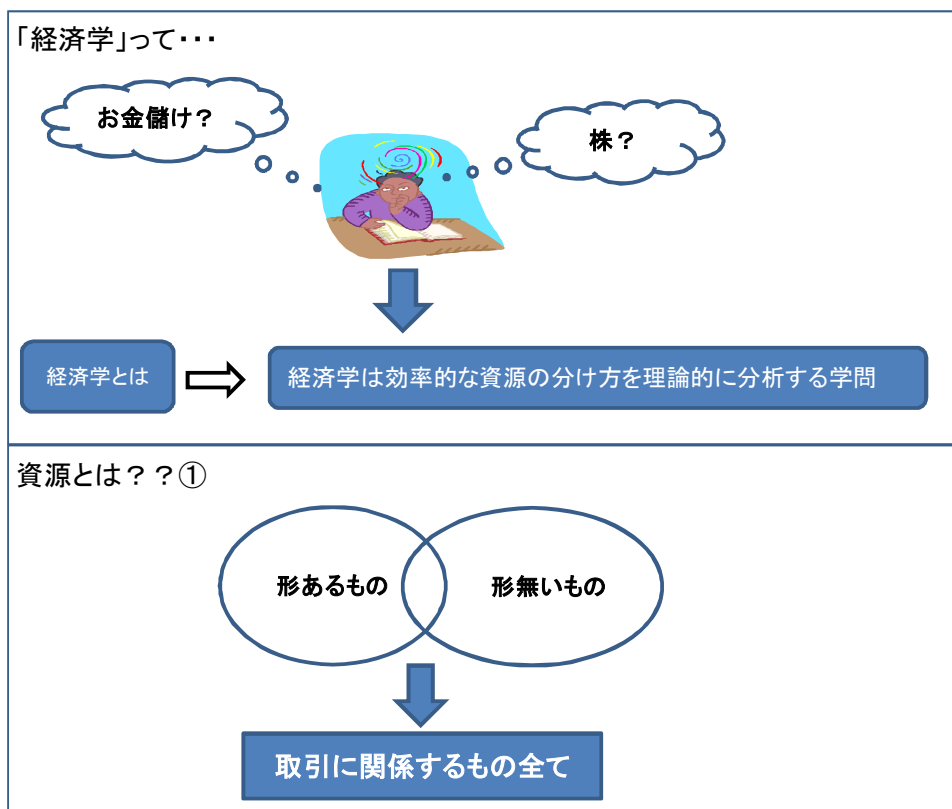 「経済学」って・・・
お金儲け？
株？
経済学とは
経済学は効率的な資源の分け方を理論的に分析する学問
資源とは？？①
形あるもの
形無いもの
取引に関係するもの全て